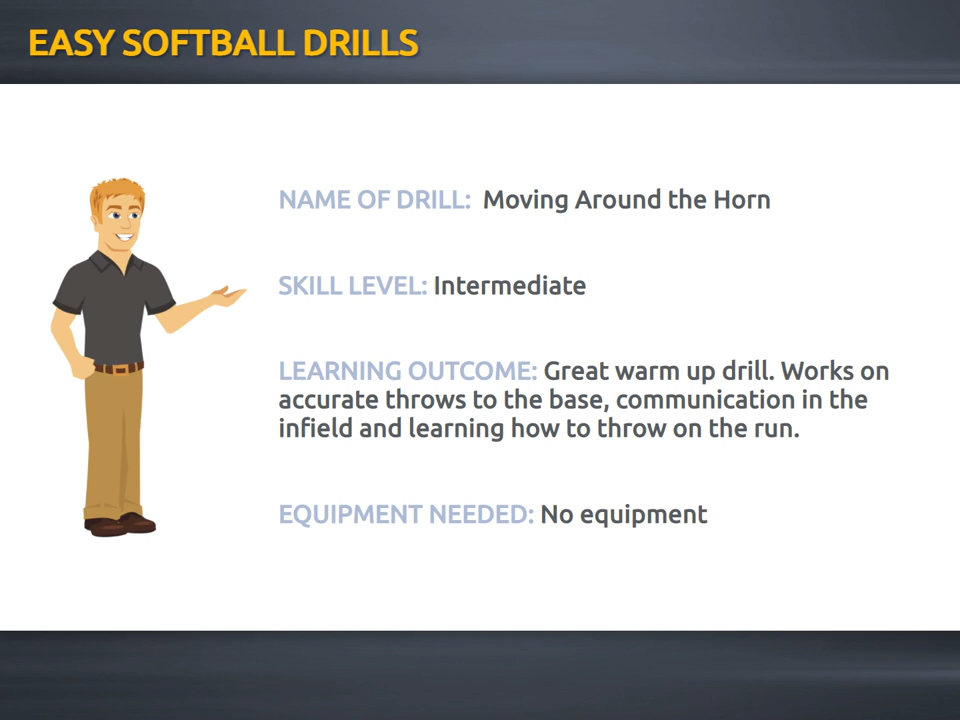 EASY SOFTBALL DRILLS
NAME OF DRILL: Moving Around the Horn
SKILL LEVEL: Intermediate
LEARNING OUTCOME: Great warm up drill. Works on
accurate throws to the base, communication in the
infield and learning how to throw on the run.
EQUIPMENT NEEDED: No equipment